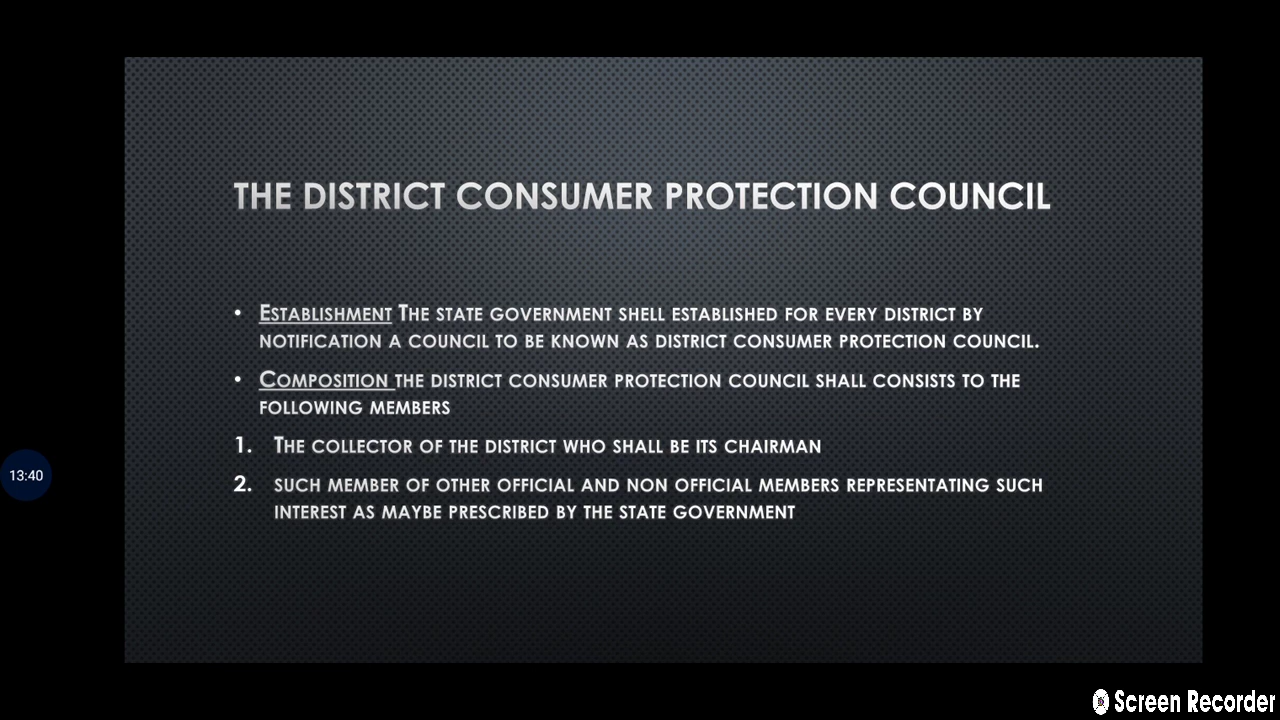 THE DISTRICT CONSUMER PROTECTION COUNCIL
• ESTABLISHMENT THE STATE GOVERNMENT SHELL ESTABLISHED FOR EVERY DISTRICT BY
NOTIFICATION A COUNCIL TO BE KNOWN AS DISTRICT CONSUMER PROTECTION COUNCIL.
• COMPOSITION THE DISTRICT CONSUMER PROTECTION COUNCIL SHALL CONSISTS TO THE
FOLLOWING MEMBERS
1. THE COLLECTOR OF THE DISTRICT WHO SHALL BE ITS CHAIRMAN
2. SUCH MEMBER OF OTHER OFFICIAL AND NON OFFICIAL MEMBERS REPRESENTATING SUCH
INTEREST AS MAYBE PRESCRIBED BY THE STATE GOVERNMENT
13:40
Screen Recorder